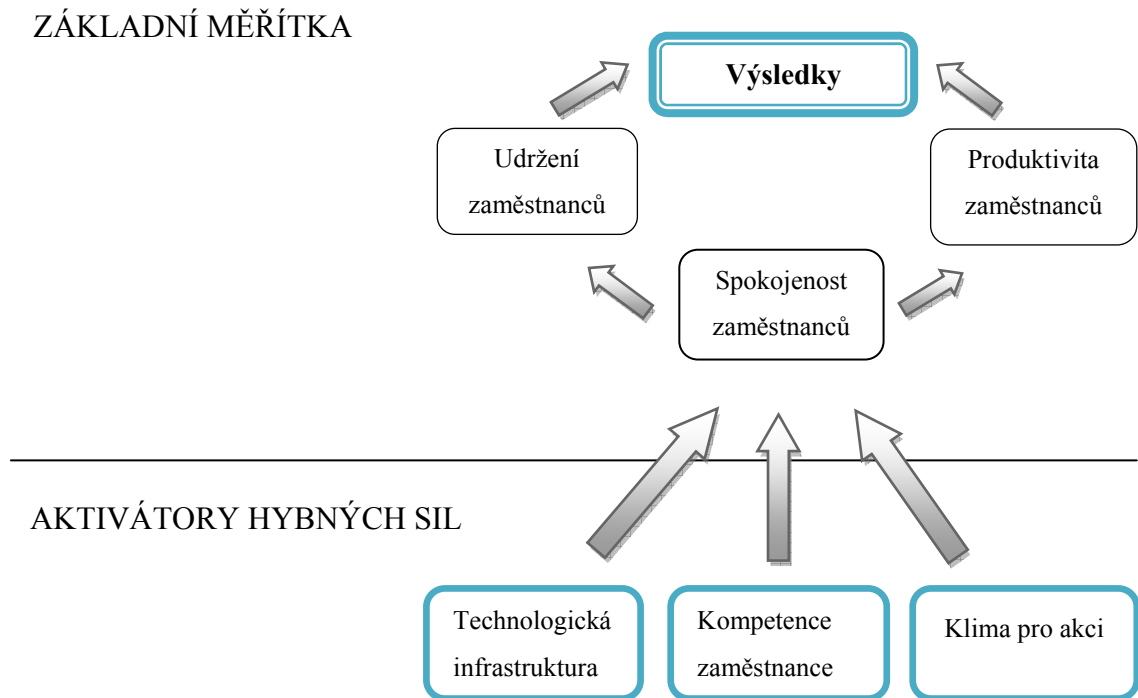 ZÁKLADNÍ MĚŘÍTKA
Výsledky
Udržení
zaměstnanců
Produktivita
zaměstnanců
Spokojenost
zaměstnanců
AKTIVÁTORY HYBNÝCH SIL
Technologická
infrastruktura
Kompetence
zaměstnance
Klima pro akci